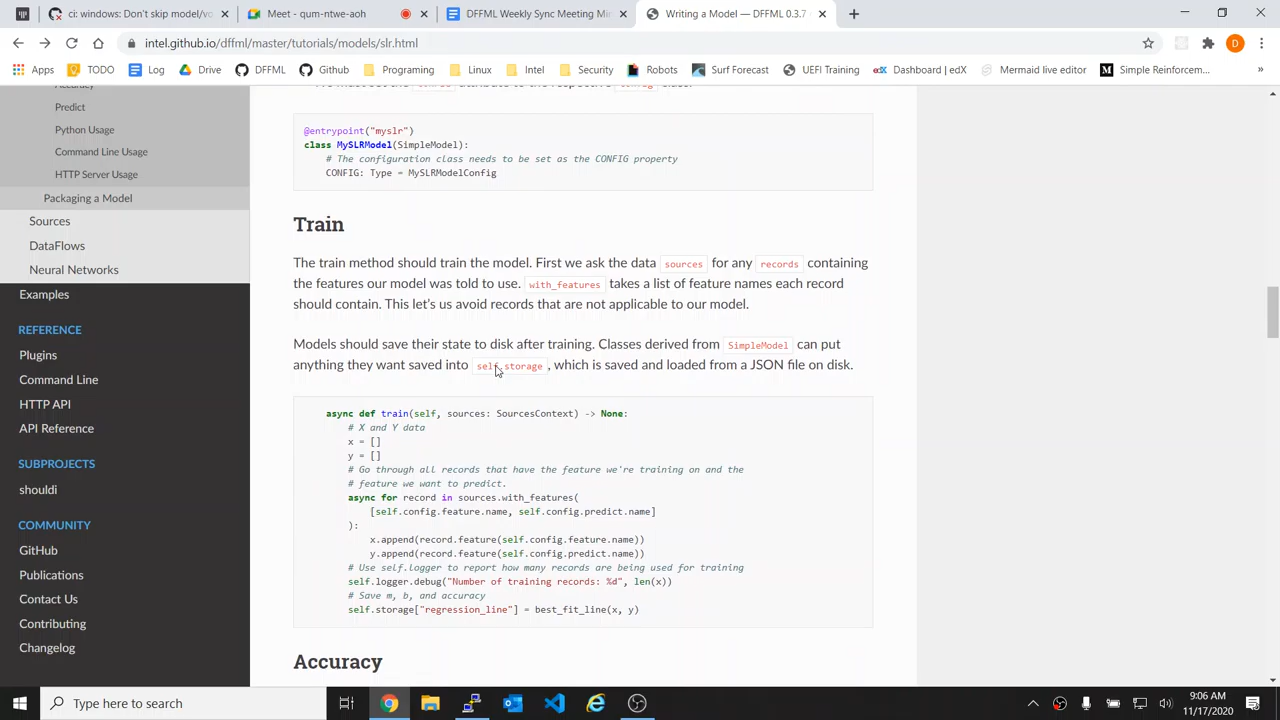 ci: windows: Don't skip model/vo
Meet - qum-ntwe-aoh
DFFML Weekly Sync Meeting Min
Writing a Model — DFFML 0.3.7
intel.github.io/dffml/master/tutorials/models/slr.html
D
Apps
TODO
Log
Drive
DFFML
Github
Programing
Linux
Intel
Security
Robots
Surf Forecast
UEFI Training
edX
Dashboard | edX
Mermaid live editor
Simple Reinforcem...
»
Accuracy
Predict
Python Usage
Command Line Usage
HTTP Server Usage
Packaging a Model
Sources
DataFlows
Neural Networks
Examples
REFERENCE
Plugins
Command Line
HTTP API
API Reference
SUBPROJECTS
shouldi
COMMUNITY
GitHub
Publications
Contact Us
Contributing
Changelog
@entrypoint("myslr")
class MySLRModel(SimpleModel):
# The configuration class needs to be set as the CONFIG property
CONFIG: Type = MySLRModelConfig
Train
The train method should train the model. First we ask the data sources for any records containing
the features our model was told to use. with_features takes a list of feature names each record
should contain. This let's us avoid records that are not applicable to our model.
Models should save their state to disk after training. Classes derived from SimpleModel can put
anything they want saved into self.storage, which is saved and loaded from a JSON file on disk.
async def train(self, sources: SourcesContext) -> None:
# X and Y data
x = []
y = []
# Go through all records that have the feature we're training on and the
# feature we want to predict.
async for record in sources.with_features(
[self.config.feature.name, self.config.predict.name]
):
x.append(record.feature(self.config.feature.name))
y.append(record.feature(self.config.predict.name))
# Use self.logger to report how many records are being used for training
self.logger.debug("Number of training records: %d", len(x))
# Save m, b, and accuracy
self.storage["regression_line"] = best_fit_line(x, y)
Accuracy
Type here to search
9:06 AM
11/17/2020